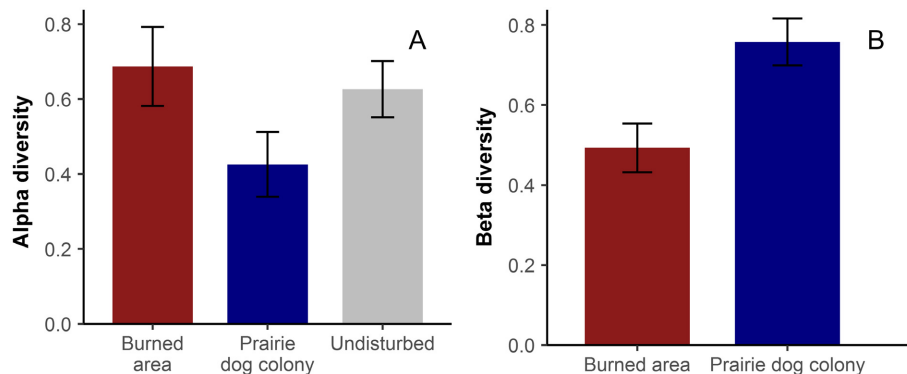 A
Alpha diversity
0.8
0.6
0.4
0.2
0.0
Burned
area
Prairie
dog colony
Undisturbed
B
Beta diversity
0.8
0.6
0.4
0.2
0.0
Burned area
Prairie dog colony